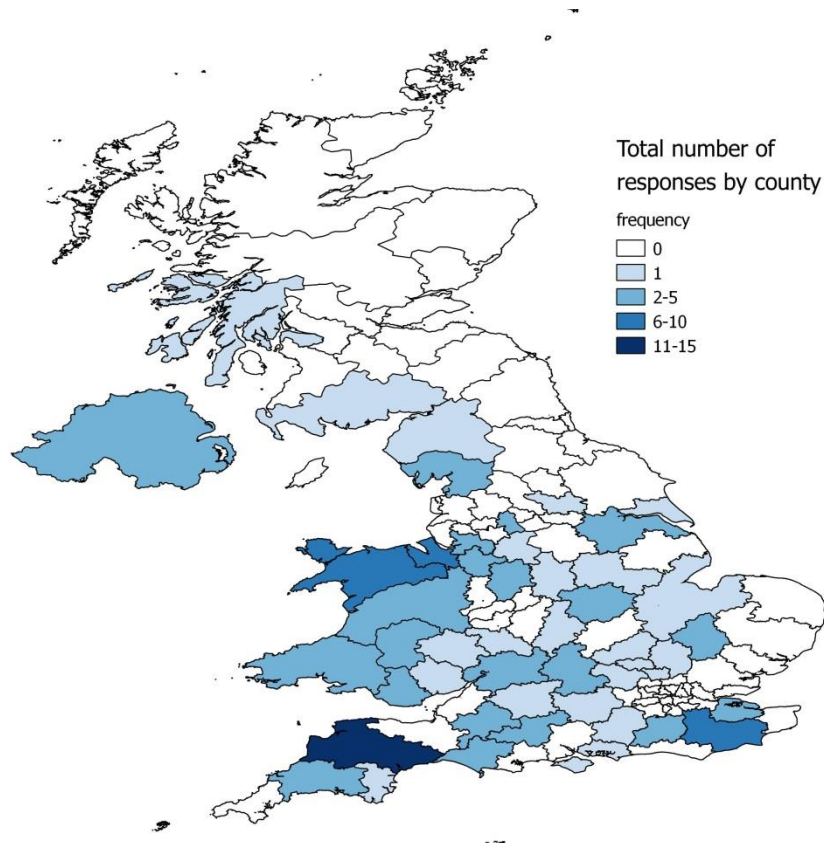 Total number of
responses by county
frequency
0
1
2-5
6-10
11-15